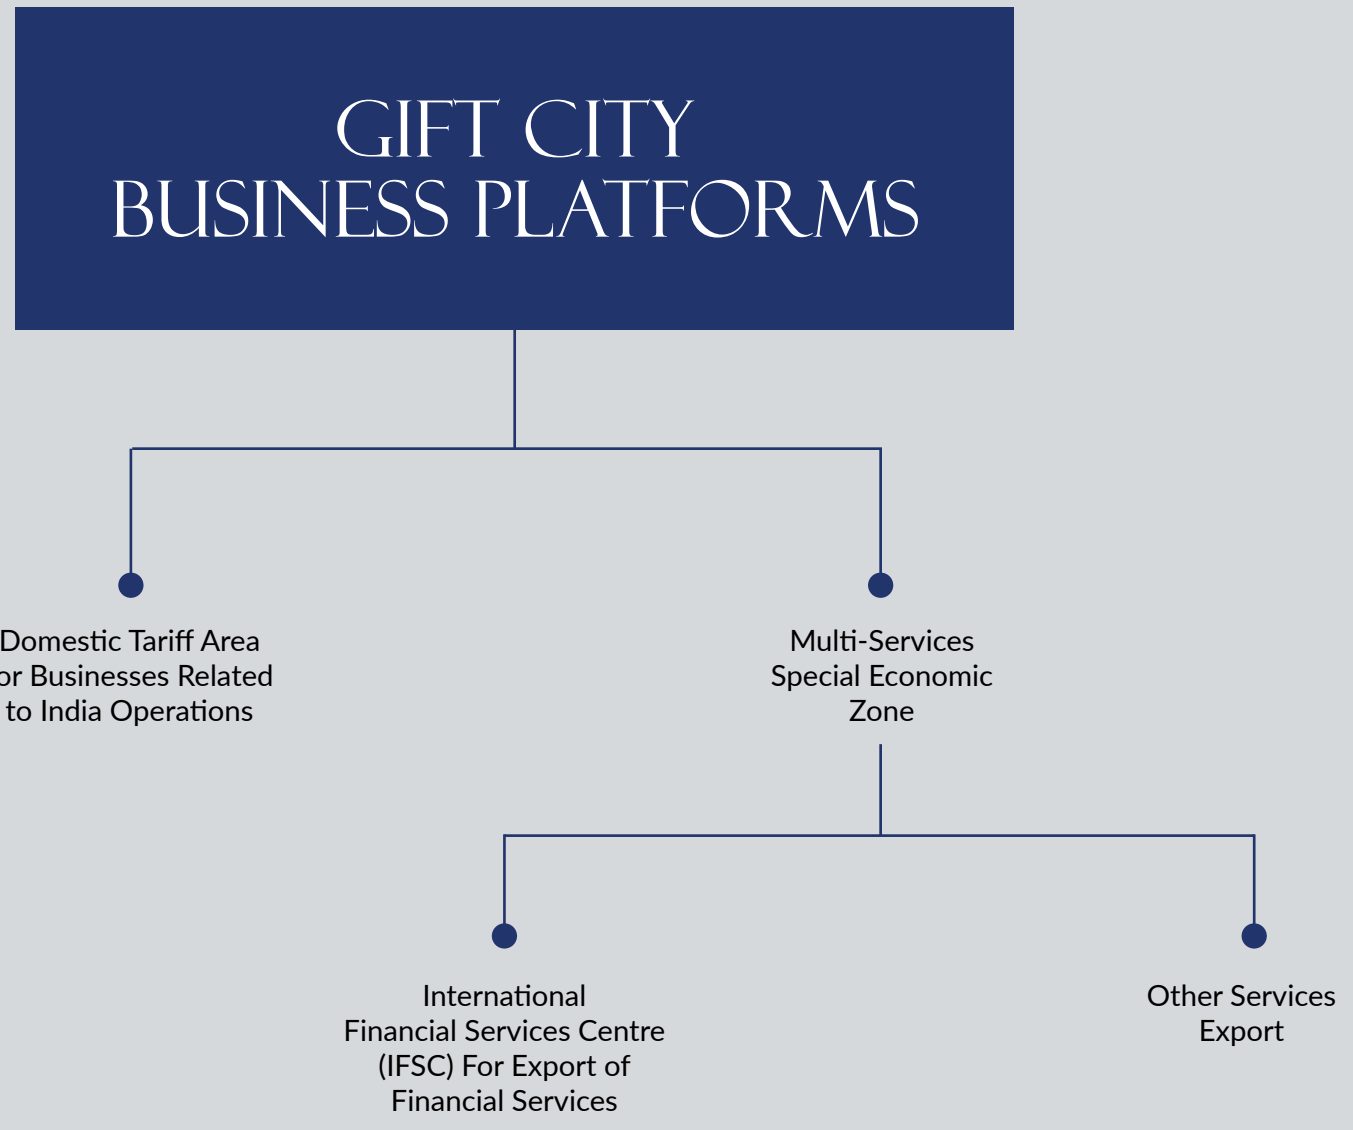 GIFT CITY
BUSINESS PLATFORMS
Domestic Tariff Area
or Businesses Related
to India Operations
Multi-Services
Special Economic
Zone
International
Financial Services Centre
(IFSC) For Export of
Financial Services
Other Services
Export